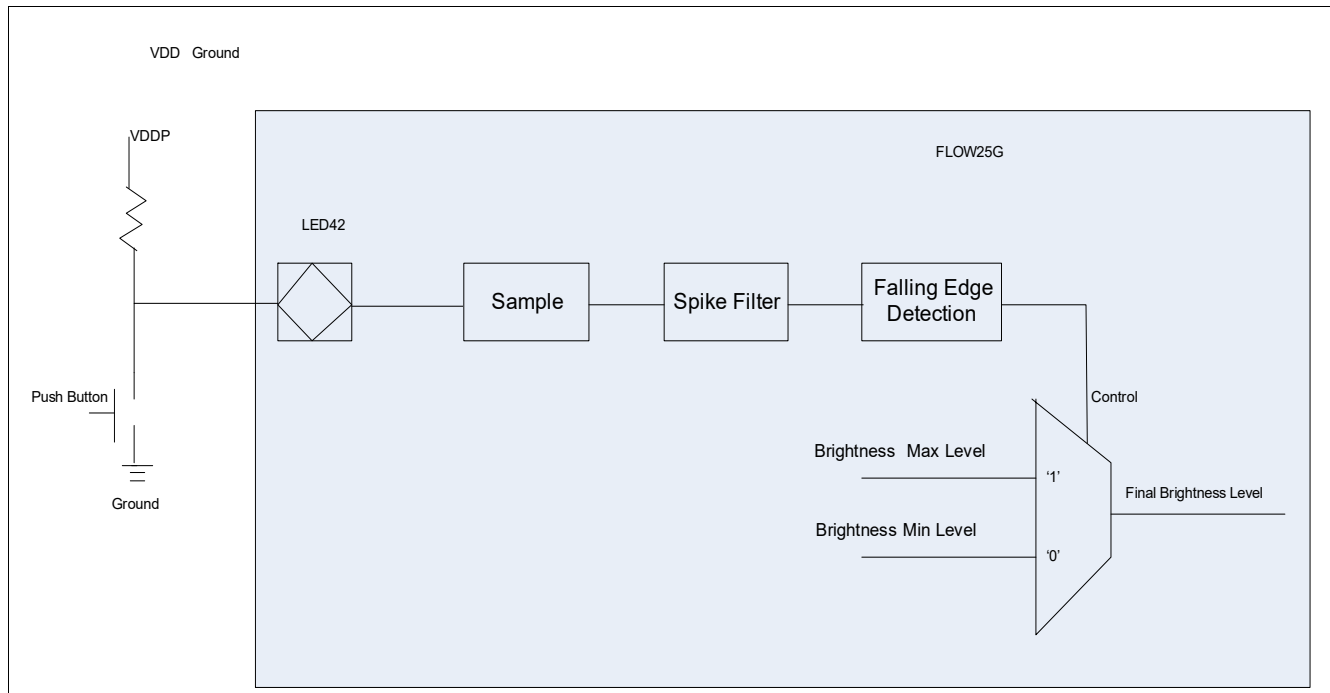 VDD Ground
VDDP
FLOW25G
LED42
Sample
Spike Filter
Falling Edge
Detection
Push Button
Control
Brightness Max Level
'1'
Final Brightness Level
Ground
Brightness Min Level
'0'